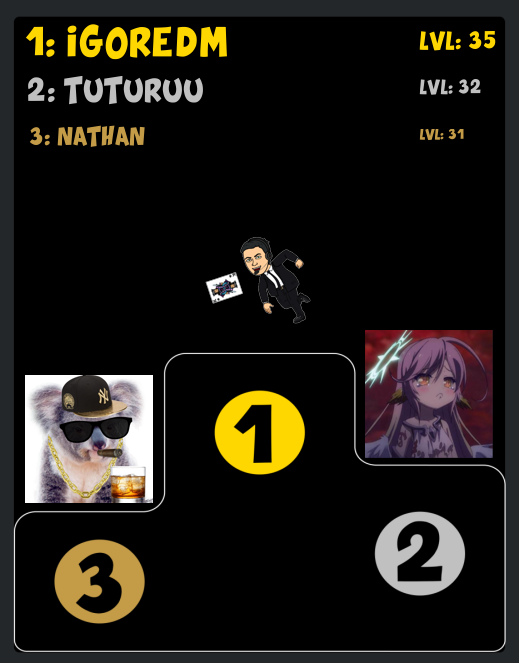 1: iGOREDM LVL: 35
2: TUTURUU LVL: 32
3: NATHAN LVL: 31
1
2
3